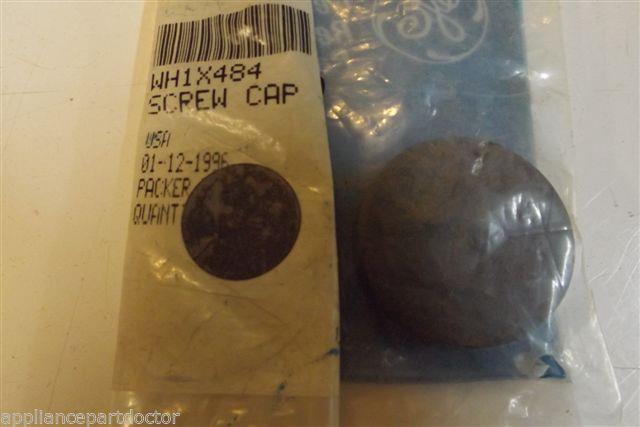 WH1X484
SCREW CAP
USA
01-12-1996
PACKER
QUANT
appliancepartdoctor